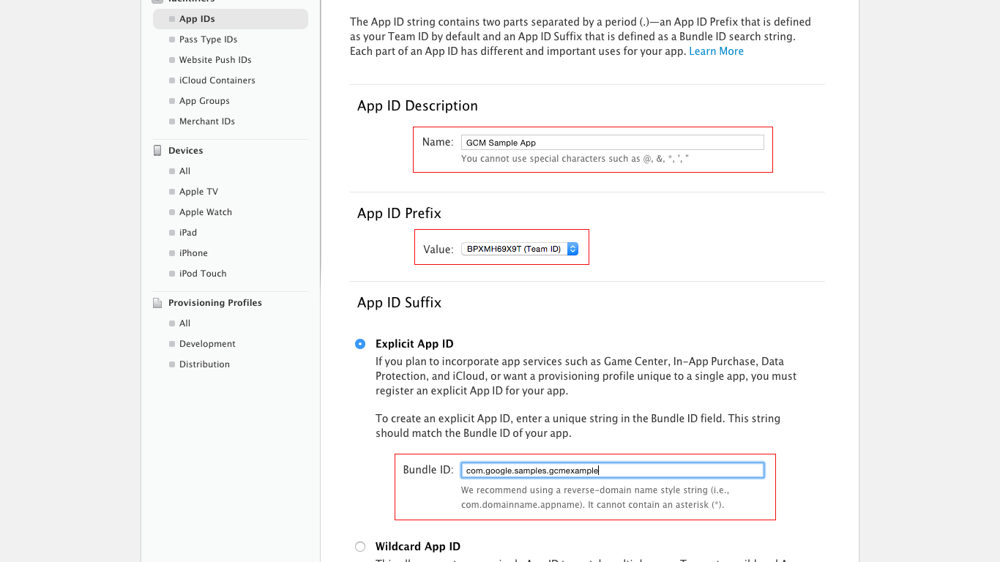 Identifiers
App IDs
Pass Type IDs
Website Push IDs
iCloud Containers
App Groups
Merchant IDs
Devices
All
Apple TV
Apple Watch
iPad
iPhone
iPod Touch
Provisioning Profiles
All
Development
Distribution
The App ID string contains two parts separated by a period (.)—an App ID Prefix that is defined
as your Team ID by default and an App ID Suffix that is defined as a Bundle ID search string.
Each part of an App ID has different and important uses for your app. Learn More
App ID Description
Name: GCM Sample App
You cannot use special characters such as @, &, *, ', "
App ID Prefix
Value: BPXMH69X9T (Team ID)
App ID Suffix
Explicit App ID
If you plan to incorporate app services such as Game Center, In-App Purchase, Data
Protection, and iCloud, or want a provisioning profile unique to a single app, you must
register an explicit App ID for your app.
To create an explicit App ID, enter a unique string in the Bundle ID field. This string
should match the Bundle ID of your app.
Bundle ID: com.google.samples.gcmexample
We recommend using a reverse-domain name style string (i.e.,
com.domainname.appname). It cannot contain an asterisk (*).
Wildcard App ID